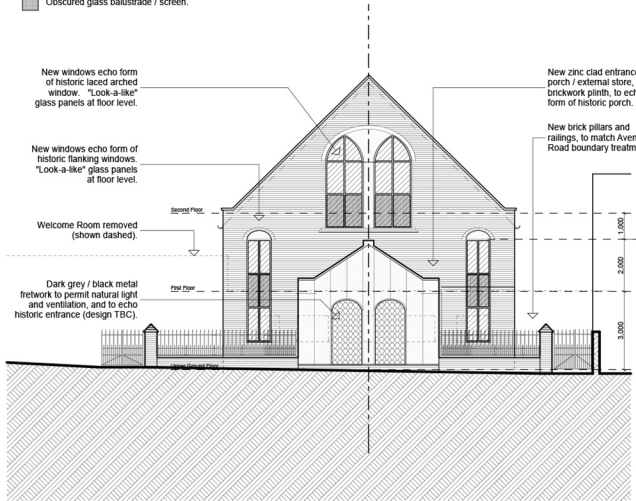 Obscured glass balustrade / screen.
New windows echo form
of historic laced arched
window. "Look-a-like"
glass panels at floor level.
New zinc clad entrance
porch / external store,
brickwork plinth, to ech
form of historic porch.
New brick pillars and
railings, to match Aven
Road boundary treatm
New windows echo form of
historic flanking windows.
"Look-a-like" glass panels
at floor level.
Second Floor
1,000
Welcome Room removed
(shown dashed).
2,000
Dark grey / black metal
fretwork to permit natural light
and ventilation, and to echo
historic entrance (design TBC).
First Floor
3,000
Upper Ground Floor